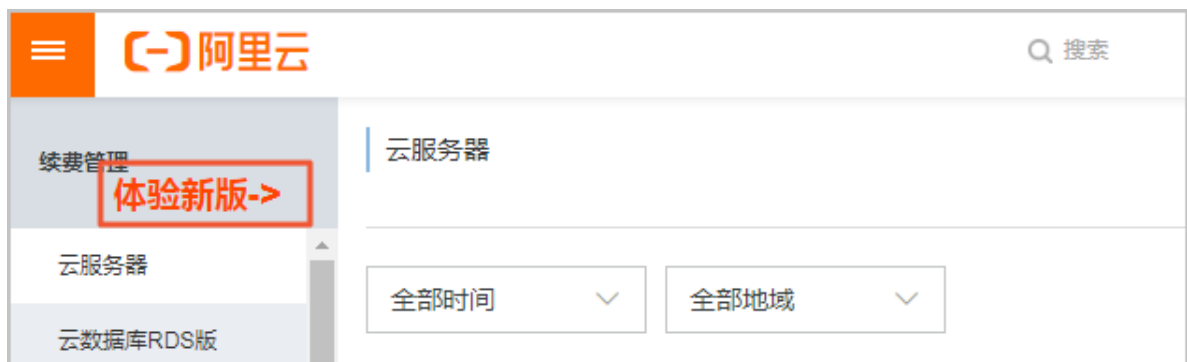 阿里云
搜索
续费管理
体验新版->
云服务器
云服务器
云数据库RDS版
全部时间
全部地域